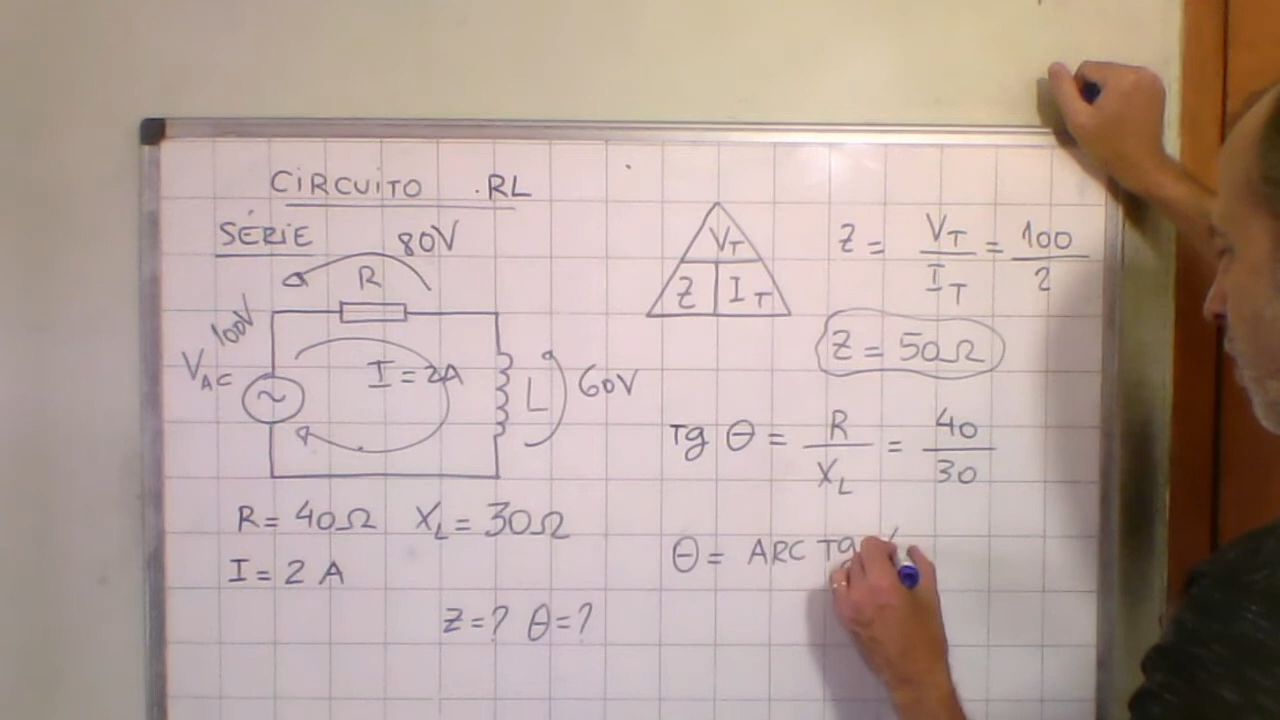 CIRCUITO RL
SÉRIE
80V
R
100V
VAC
I = 2A
L
60V
R = 40Ω XL = 30Ω
I = 2 A
Z = ? θ = ?
VT
Z IT
Z = VT/IT = 100/2
Z = 50Ω
Tg θ = R/XL = 40/30
θ = ARC Tg